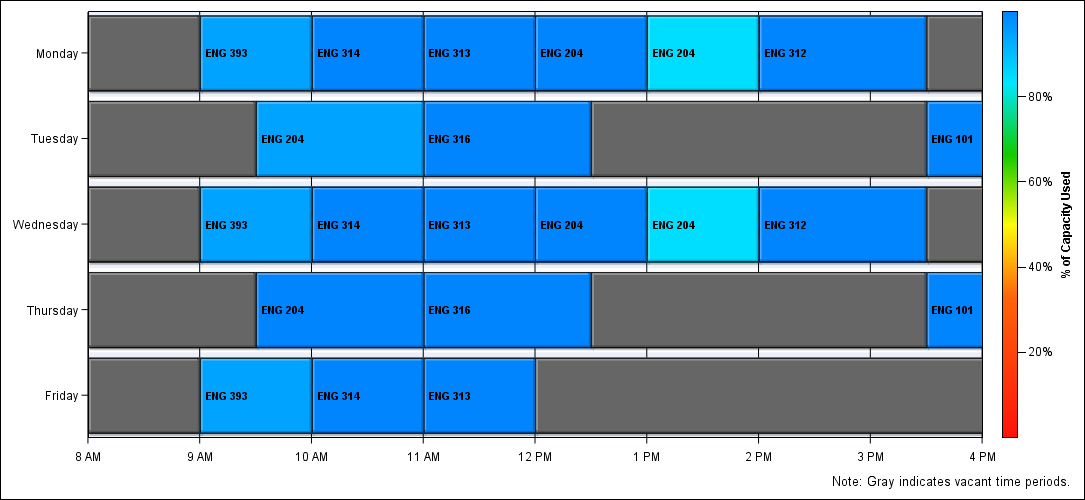 Monday ENG 393 ENG 314 ENG 313 ENG 204 ENG 204 ENG 312
80%
Tuesday ENG 204 ENG 316 ENG 101
60%
% of Capacity Used
Wednesday ENG 393 ENG 314 ENG 313 ENG 204 ENG 204 ENG 312
40%
Thursday ENG 204 ENG 316 ENG 101
20%
Friday ENG 393 ENG 314 ENG 313
8 AM 9 AM 10 AM 11 AM 12 PM 1 PM 2 PM 3 PM 4 PM
Note: Gray indicates vacant time periods.